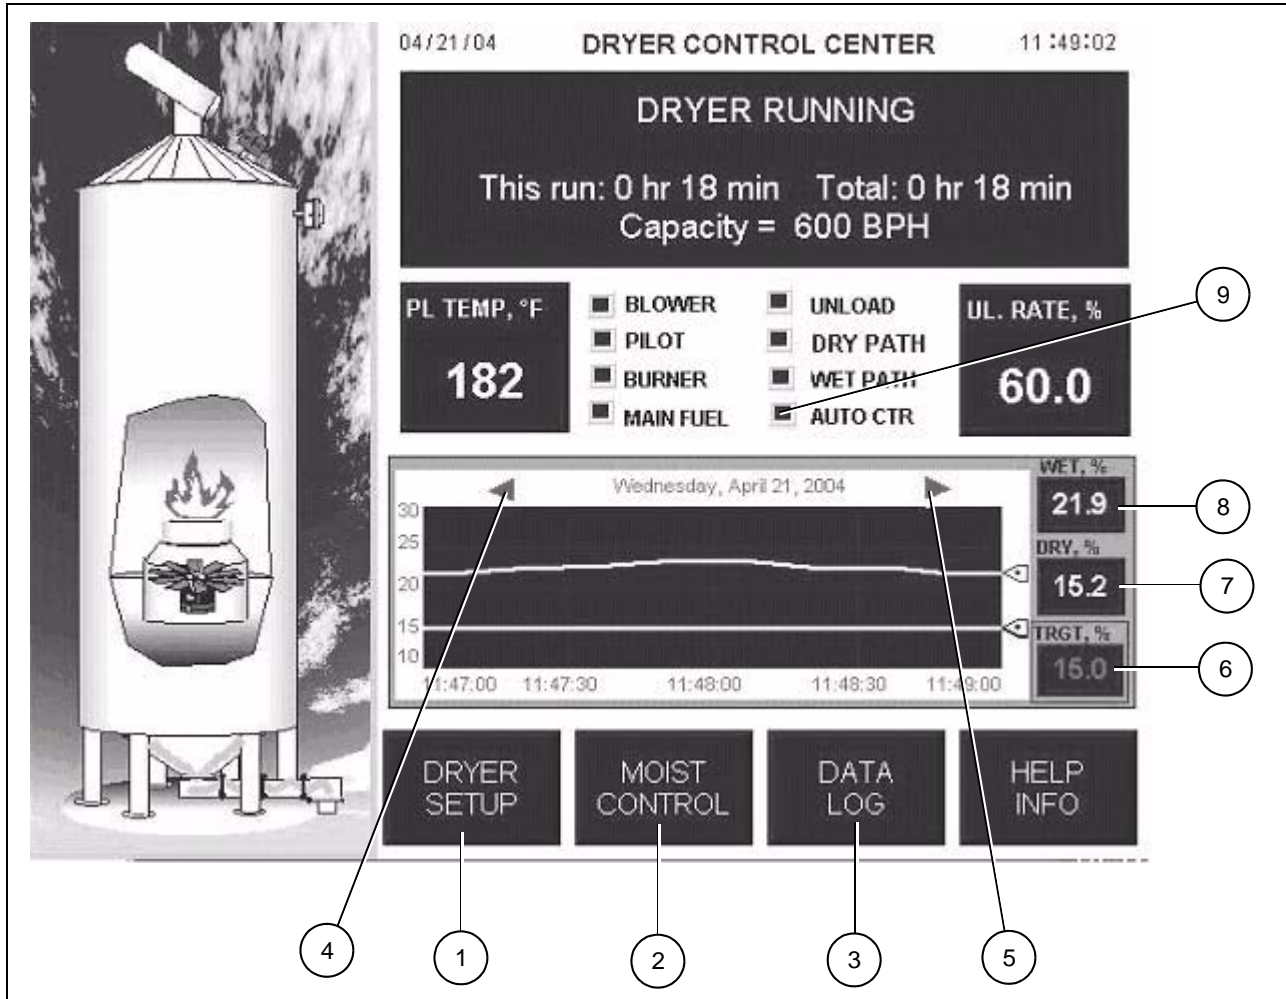 04/21/04 DRYER CONTROL CENTER 11:49:02
DRYER RUNNING
This run: 0 hr 18 min Total: 0 hr 18 min
Capacity = 600 BPH
PL TEMP, °F
182
BLOWER
PILOT
BURNER
MAIN FUEL
UNLOAD
DRY PATH
WET PATH
AUTO CTR
UL. RATE, %
60.0
9
Wednesday, April 21, 2004
30
25
20
15
10
11:47:00 11:47:30 11:48:00 11:48:30 11:49:00
WET, %
21.9
8
DRY, %
15.2
7
TRGT, %
15.0
6
DRYER
SETUP
MOIST
CONTROL
DATA
LOG
HELP
INFO
4
1
2
3
5